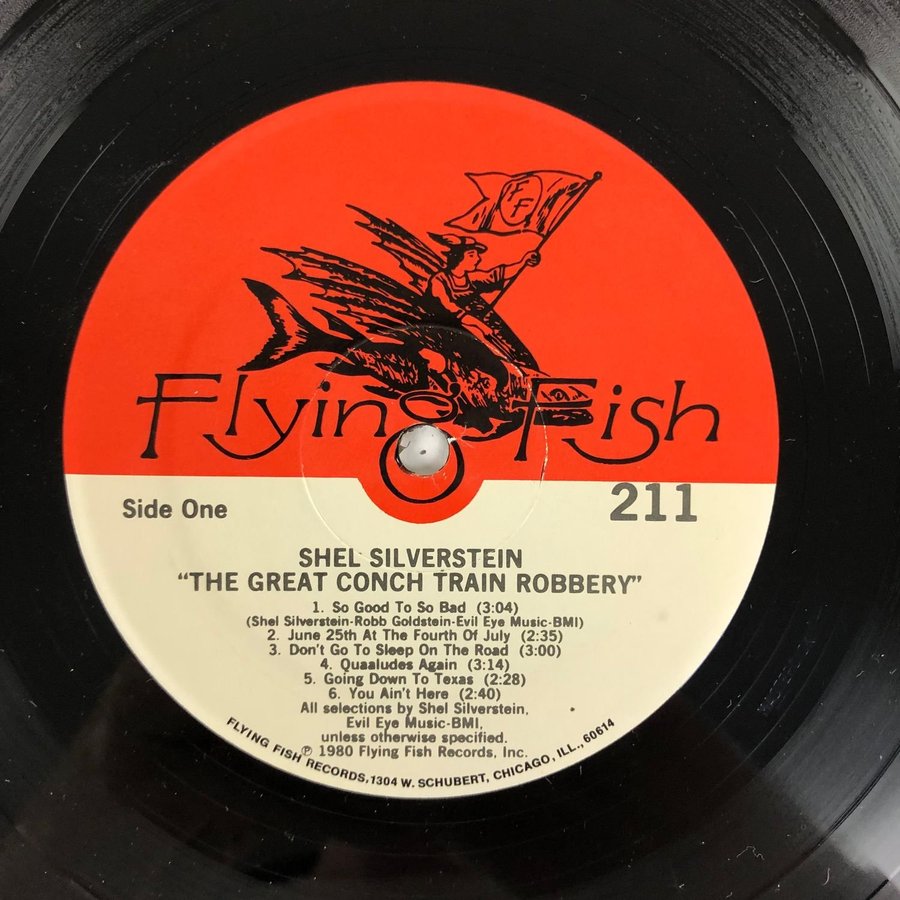 FF
Flying Fish
Side One
211
SHEL SILVERSTEIN
"THE GREAT CONCH TRAIN ROBBERY"
1. So Good To So Bad (3:04)
(Shel Silverstein-Robb Goldstein-Evil Eye Music-BMI)
2. June 25th At The Fourth Of July (2:35)
3. Don't Go To Sleep On The Road (3:00)
4. Quaaludes Again (3:14)
5. Going Down To Texas (2:28)
6. You Ain't Here (2:40)
All selections by Shel Silverstein,
Evil Eye Music-BMI,
unless otherwise specified.
℗ 1980 Flying Fish Records, Inc.
FLYING FISH RECORDS, 1304 W. SCHUBERT, CHICAGO, ILL., 60614